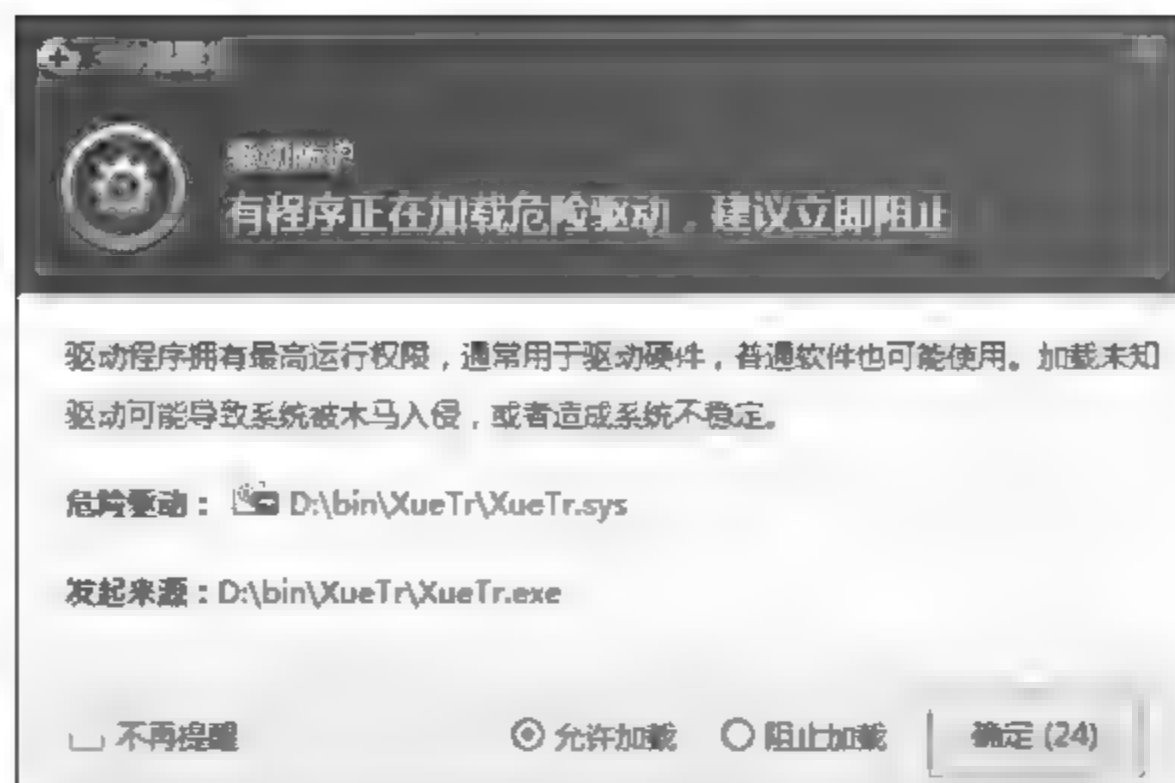 有程序正在加载危险驱动，建议立即阻止
驱动程序拥有最高运行权限，通常用于驱动硬件，普通软件也可能使用。加载未知
驱动可能导致系统被木马入侵，或者造成系统不稳定。
危险驱动： D:\bin\XueTr\XueTr.sys
发起来源：D:\bin\XueTr\XueTr.exe
不再提醒 允许加载 阻止加载 确定 (24)